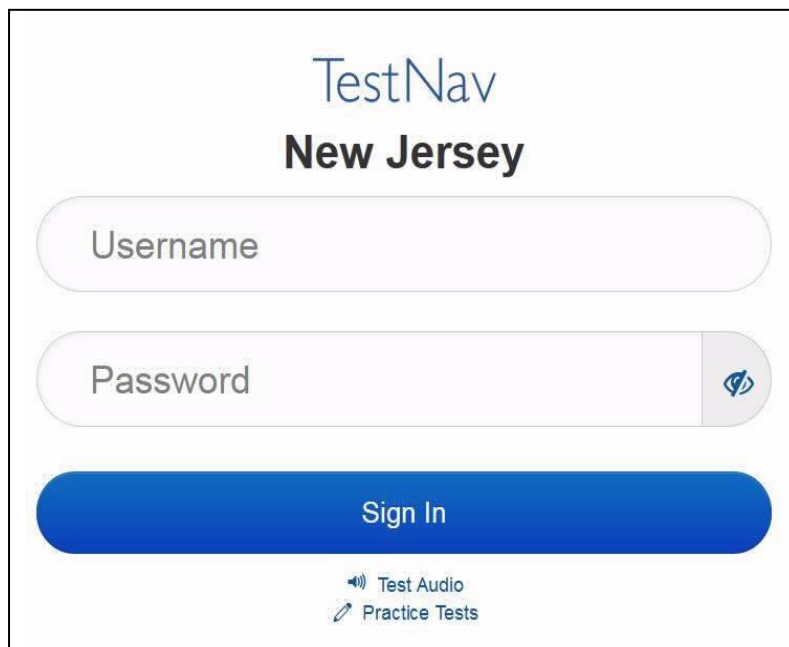 TestNav
New Jersey
Username
Password
Sign In
Test Audio
Practice Tests